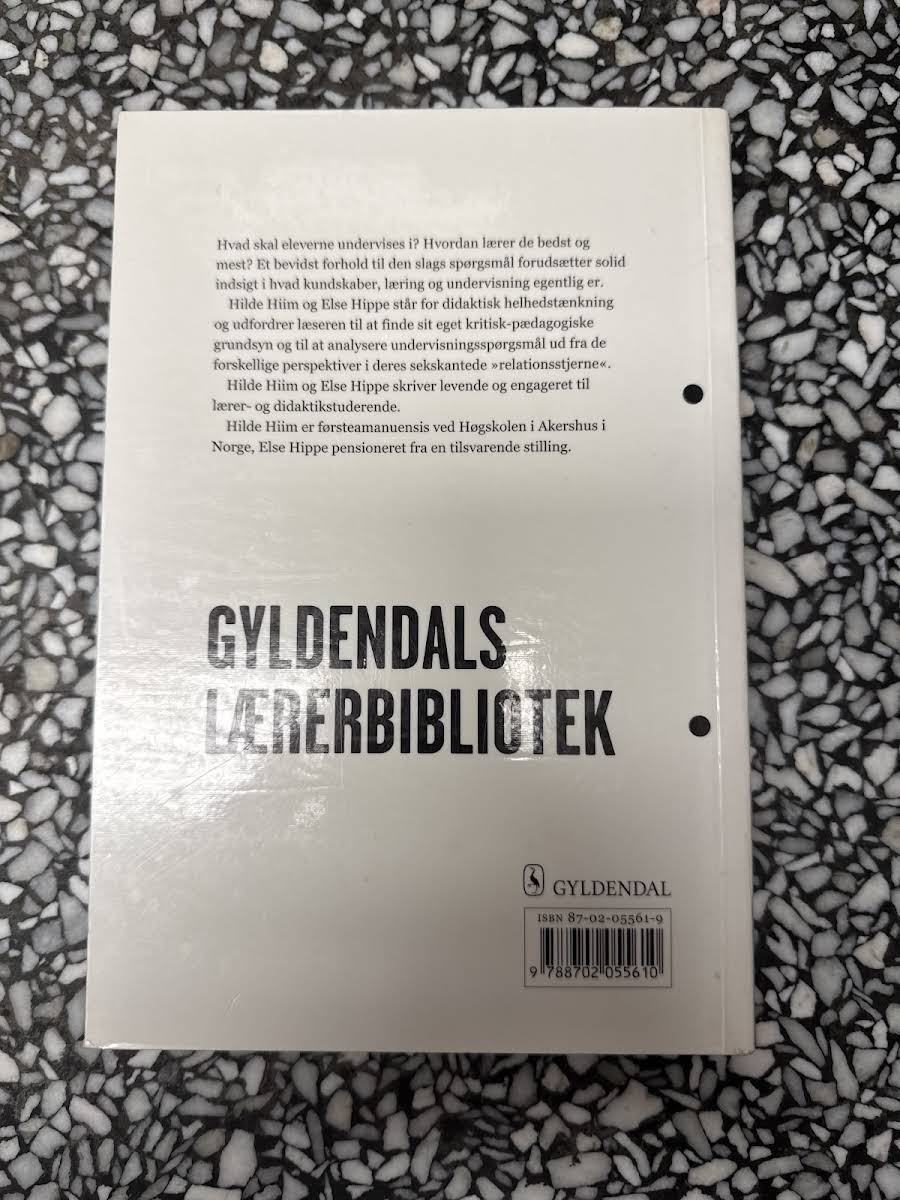 Hvad skal eleverne undervises i? Hvordan lærer de bedst og
mest? Et bevidst forhold til den slags spørgsmål forudsætter solid
indsigt i hvad kundskaber, læring og undervisning egentlig er.
Hilde Hiim og Else Hippe står for didaktisk helhedstænkning
og udfordrer læseren til at finde sit eget kritisk-pædagogiske
grundsyn og til at analysere undervisningsspørgsmål ud fra de
forskellige perspektiver i deres sekskantede »relationsstjerne«.
Hilde Hiim og Else Hippe skriver levende og engageret til
lærer- og didaktikstuderende.
Hilde Hiim er førsteamanuensis ved Høgskolen i Akershus i
Norge, Else Hippe pensioneret fra en tilsvarende stilling.
GYLDENDALS
LÆRERBIBLIOTEK
GYLDENDAL
ISBN 87-02-05561-9
9 788702 055610